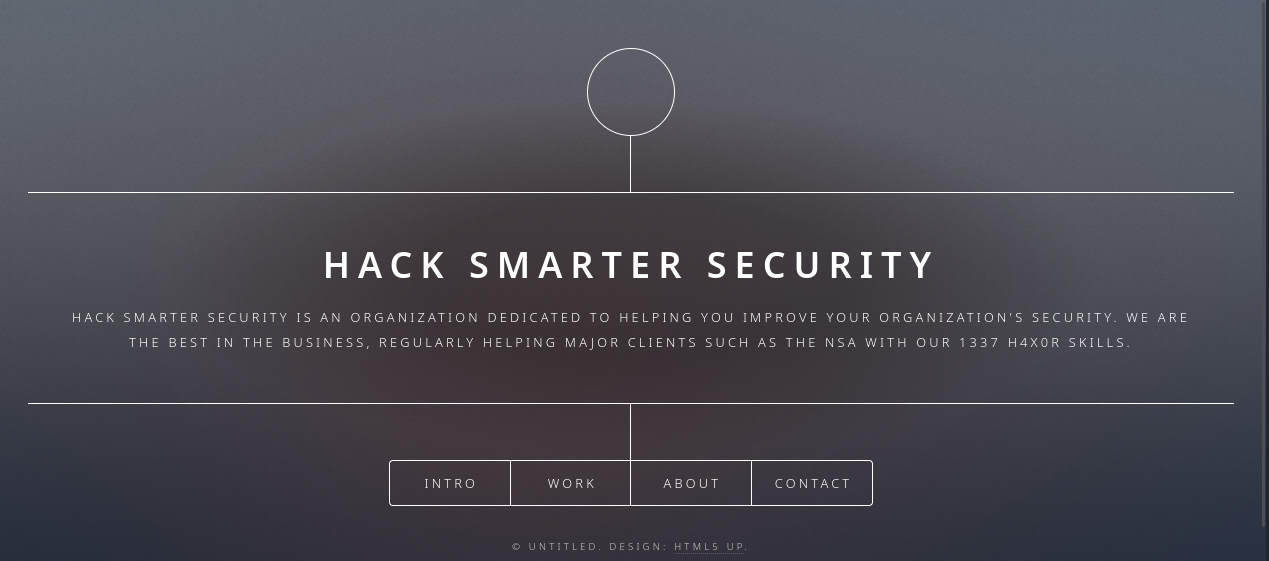 HACK SMARTER SECURITY
HACK SMARTER SECURITY IS AN ORGANIZATION DEDICATED TO HELPING YOU IMPROVE YOUR ORGANIZATION'S SECURITY. WE ARE
THE BEST IN THE BUSINESS, REGULARLY HELPING MAJOR CLIENTS SUCH AS THE NSA WITH OUR 1337 H4X0R SKILLS.
INTRO WORK ABOUT CONTACT
© UNTITLED. DESIGN: HTML5 UP.